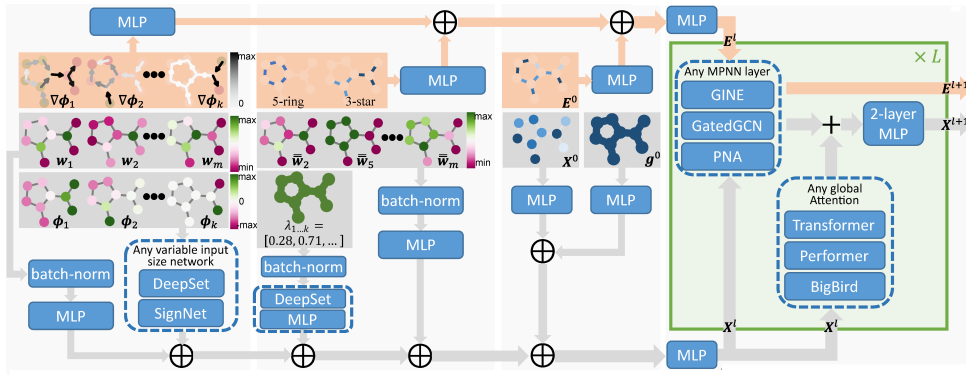 MLP
max
0
∇ϕ₁
∇ϕ₂
∇ϕₖ
5-ring
3-star
MLP
E⁰
MLP
MLP
Eˡ
× L
Any MPNN layer
GINE
GatedGCN
PNA
Eˡ⁺¹
2-layer
MLP
Xˡ⁺¹
max
min
w₁
w₂
wₘ
w̿₂
w̿₅
w̿ₘ
X⁰
g⁰
max
0
-max
ϕ₁
ϕ₂
ϕₖ
λ₁…ₖ =
[0.28, 0.71, … ]
batch-norm
MLP
MLP
MLP
Any global
Attention
Transformer
Performer
BigBird
Any variable input
size network
DeepSet
SignNet
batch-norm
MLP
batch-norm
DeepSet
MLP
MLP
Xˡ
Xˡ